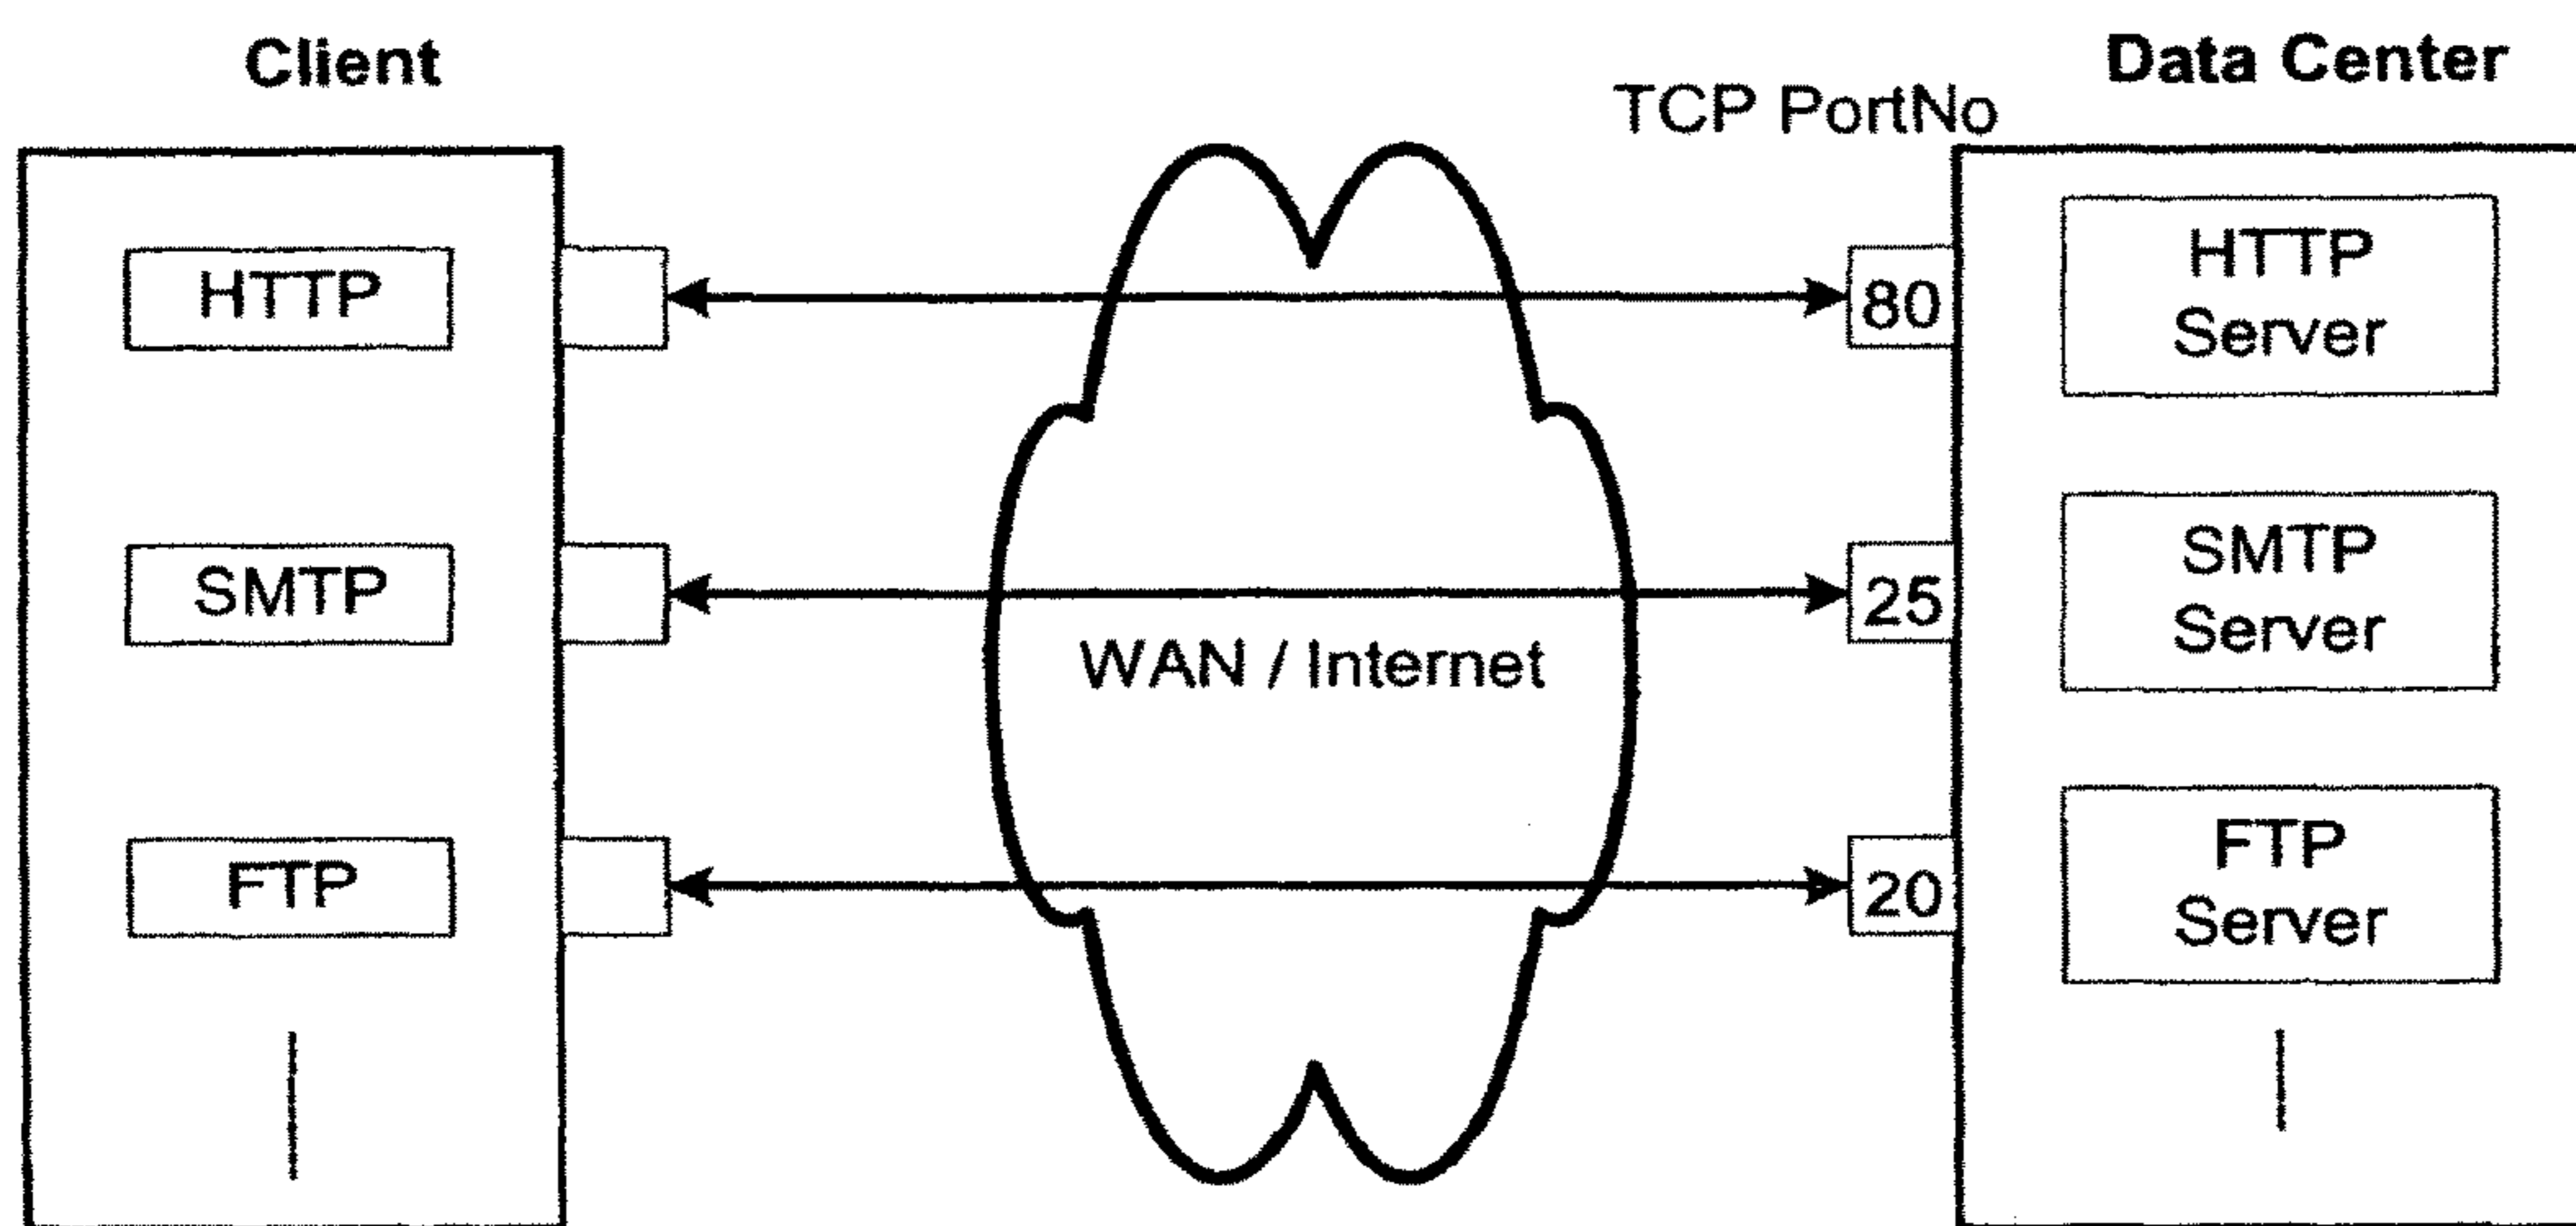 Client
Data Center
TCP PortNo
HTTP
80
HTTP
Server
SMTP
25
SMTP
Server
WAN / Internet
FTP
20
FTP
Server